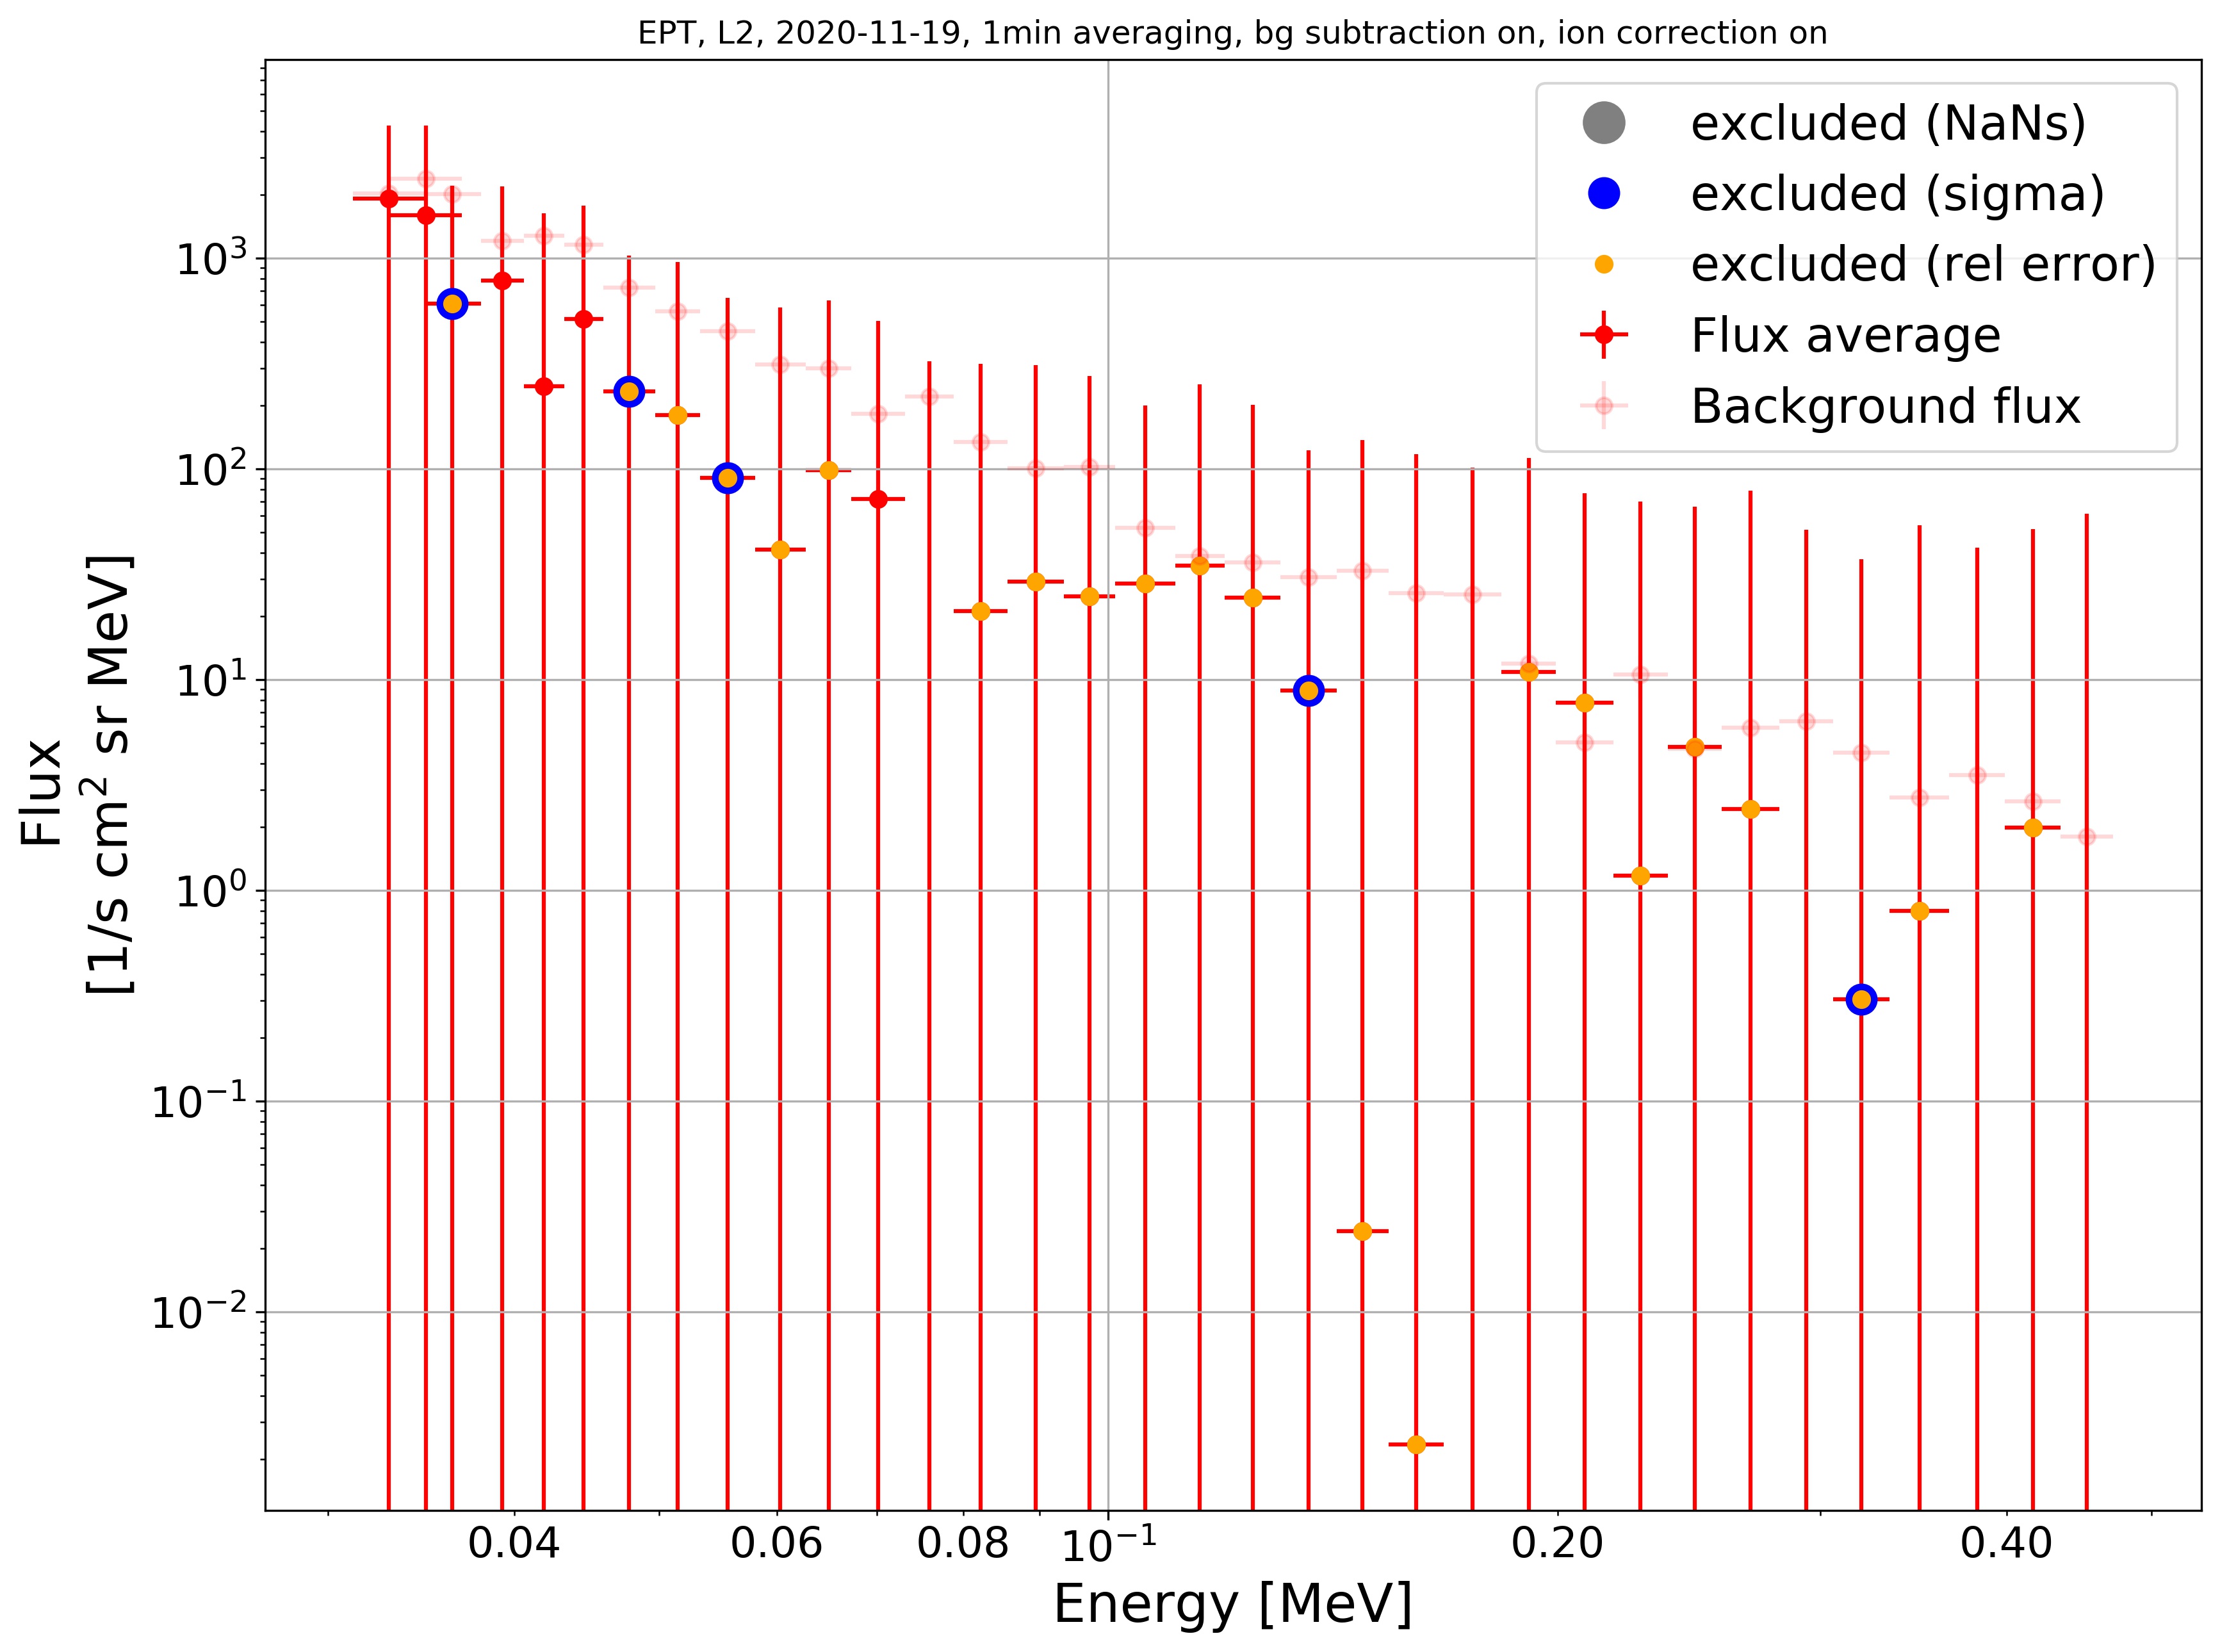 EPT, L2, 2020-11-19, 1min averaging, bg subtraction on, ion correction on
excluded (NaNs)
excluded (sigma)
excluded (rel error)
Flux average
Background flux
10³
10²
10¹
10⁰
10⁻¹
10⁻²
Flux
[1/s cm² sr MeV]
0.04 0.06 0.08 10⁻¹ 0.20 0.40
Energy [MeV]